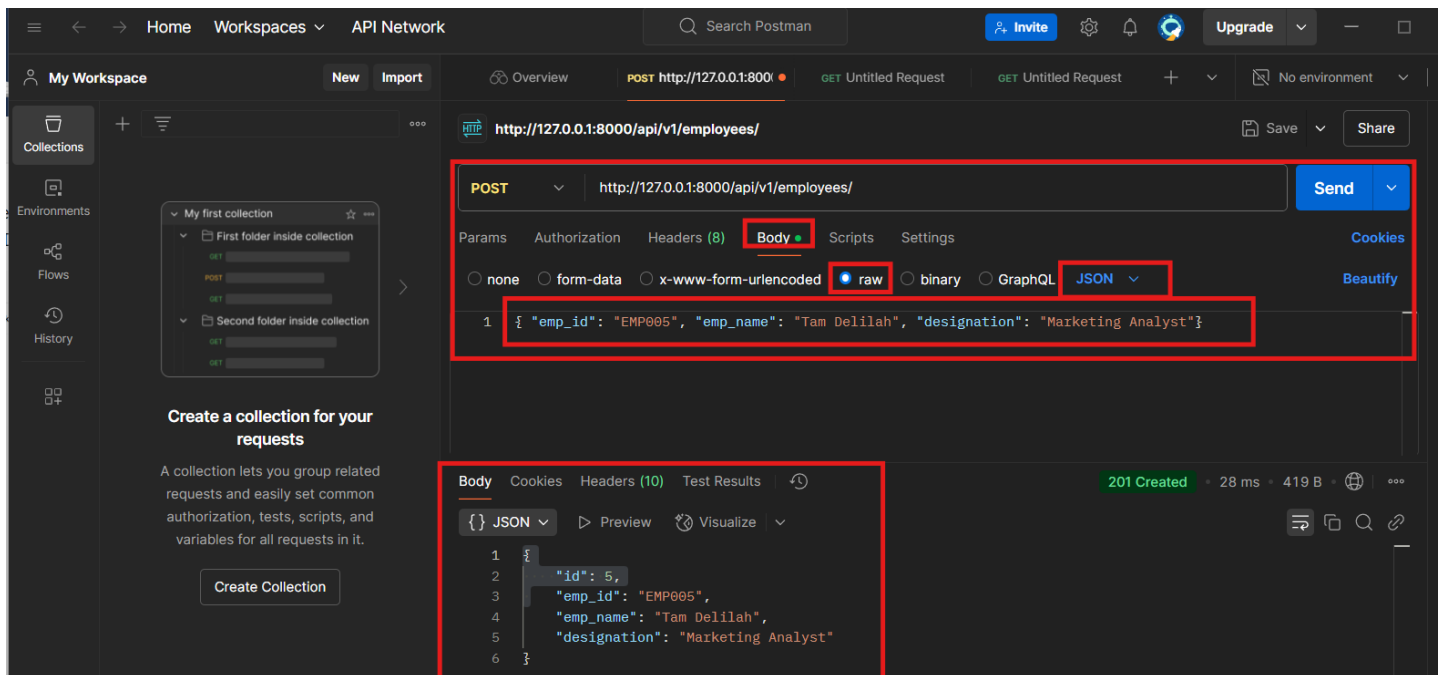 Home Workspaces API Network Search Postman Invite Upgrade
My Workspace New Import Overview POST http://127.0.0.1:800( GET Untitled Request GET Untitled Request No environment
Collections
HTTP http://127.0.0.1:8000/api/v1/employees/ Save Share
POST http://127.0.0.1:8000/api/v1/employees/ Send
Environments
My first collection
First folder inside collection
Params Authorization Headers (8) Body Scripts Settings Cookies
GET
Flows
POST
none form-data x-www-form-urlencoded raw binary GraphQL JSON Beautify
GET
Second folder inside collection
1 { "emp_id": "EMP005", "emp_name": "Tam Delilah", "designation": "Marketing Analyst"}
History
GET
GET
GET
Create a collection for your
requests
A collection lets you group related
requests and easily set common
authorization, tests, scripts, and
variables for all requests in it.
Create Collection
Body Cookies Headers (10) Test Results 201 Created 28 ms 419 B
{} JSON Preview Visualize
1 {
2 "id": 5,
3 "emp_id": "EMP005",
4 "emp_name": "Tam Delilah",
5 "designation": "Marketing Analyst"
6 }